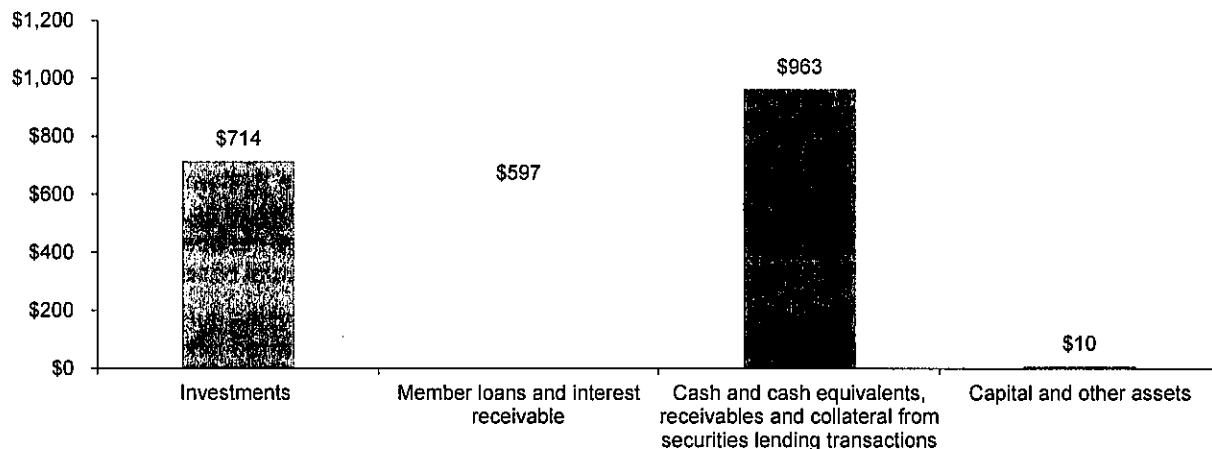 $1,200
$1,000
$800
$600
$400
$200
$0
$714
$597
$963
$10
Investments
Member loans and interest
receivable
Cash and cash equivalents,
receivables and collateral from
securities lending transactions
Capital and other assets